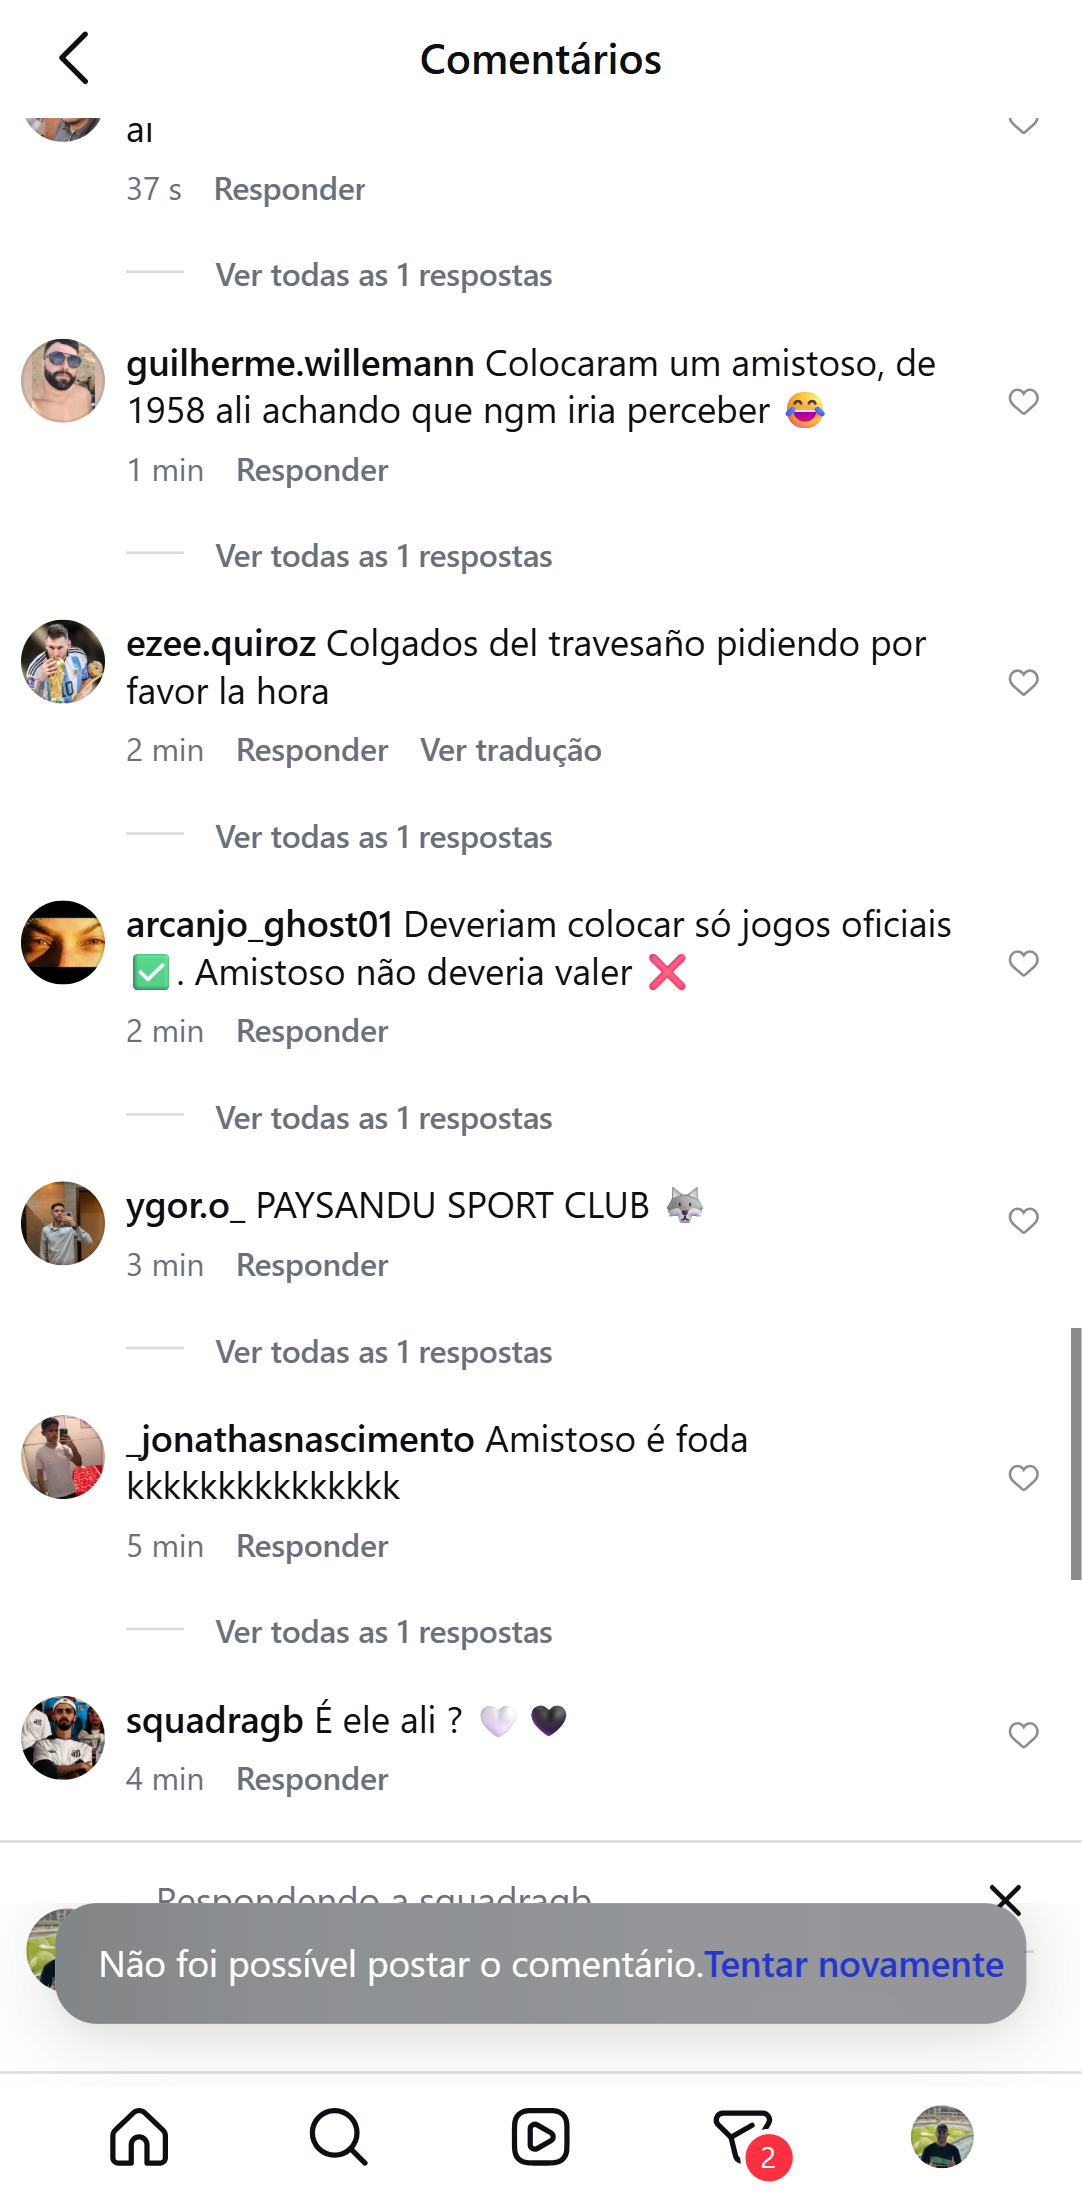 Comentários
ai
37 s Responder
Ver todas as 1 respostas
guilherme.willemann Colocaram um amistoso, de
1958 ali achando que ngm iria perceber 😂
1 min Responder
Ver todas as 1 respostas
ezee.quiroz Colgados del travesaño pidiendo por
favor la hora
2 min Responder Ver tradução
Ver todas as 1 respostas
arcanjo_ghost01 Deveriam colocar só jogos oficiais
✅. Amistoso não deveria valer ❌
2 min Responder
Ver todas as 1 respostas
ygor.o_ PAYSANDU SPORT CLUB 🐺
3 min Responder
Ver todas as 1 respostas
_jonathasnascimento Amistoso é foda
kkkkkkkkkkkkkkk
5 min Responder
Ver todas as 1 respostas
squadragb É ele ali ? 🤍🖤
4 min Responder
Respondendo a squadragb
Não foi possível postar o comentário.Tentar novamente
2